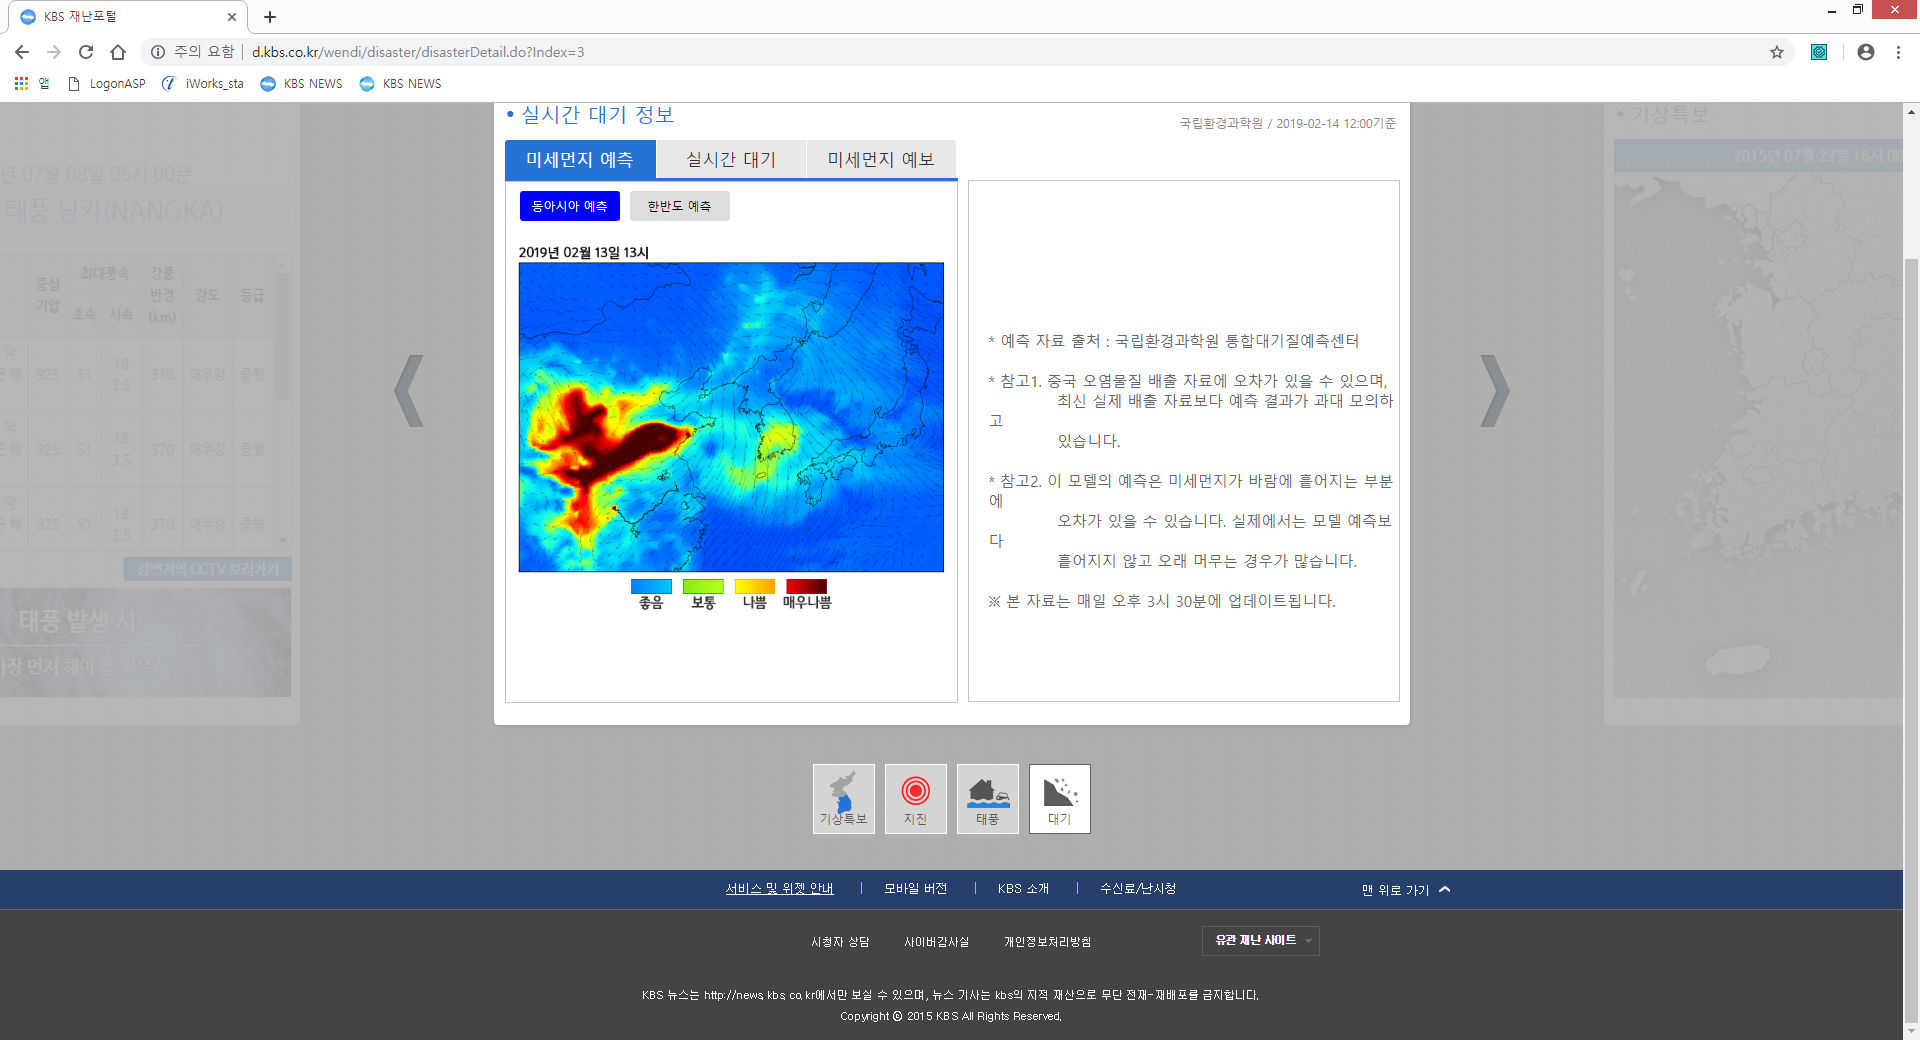 KBS 재난포털
주의 요함
d.kbs.co.kr/wendi/disaster/disasterDetail.do?Index=3
앱 LogonASP iWorks_sta KBS NEWS KBS NEWS
• 실시간 대기 정보
국립환경과학원 / 2019-02-14 12:00기준
미세먼지 예측 실시간 대기 미세먼지 예보
동아시아 예측 한반도 예측
2019년 02월 13일 13시
좋음 보통 나쁨 매우나쁨
* 예측 자료 출처 : 국립환경과학원 통합대기질예측센터
* 참고1. 중국 오염물질 배출 자료에 오차가 있을 수 있으며,
최신 실제 배출 자료보다 예측 결과가 과대 모의하
고
있습니다.
* 참고2. 이 모델의 예측은 미세먼지가 바람에 흩어지는 부분
에
오차가 있을 수 있습니다. 실제에서는 모델 예측보
다
흩어지지 않고 오래 머무는 경우가 많습니다.
※ 본 자료는 매일 오후 3시 30분에 업데이트됩니다.
년 07월 08일 05시 00분
태풍 낭카(NANGKA)
중심
기압
최대풍속
초속 시속
강풍
반경
(km)
강도 등급
925 51 18
3.5 370 매우강 중형
925 51 18
3.5 370 매우강 중형
925 51 18
3.5 370 매우강 중형
강변지역 CCTV 보러가기
태풍 발생 시
가장 먼저 해야 할 일은?
• 기상특보
2015년 07월 23일 16시 00
기상특보 지진 태풍 대기
서비스 및 위젯 안내 | 모바일 버전 | KBS 소개 | 수신료/난시청
맨 위로 가기
시청자 상담 사이버감사실 개인정보처리방침
유관 재난 사이트
KBS 뉴스는 http://news.kbs.co.kr에서만 보실 수 있으며, 뉴스 기사는 kbs의 지적 재산으로 무단 전재-재배포를 금지합니다.
Copyright ⓒ 2015 KBS All Rights Reserved.